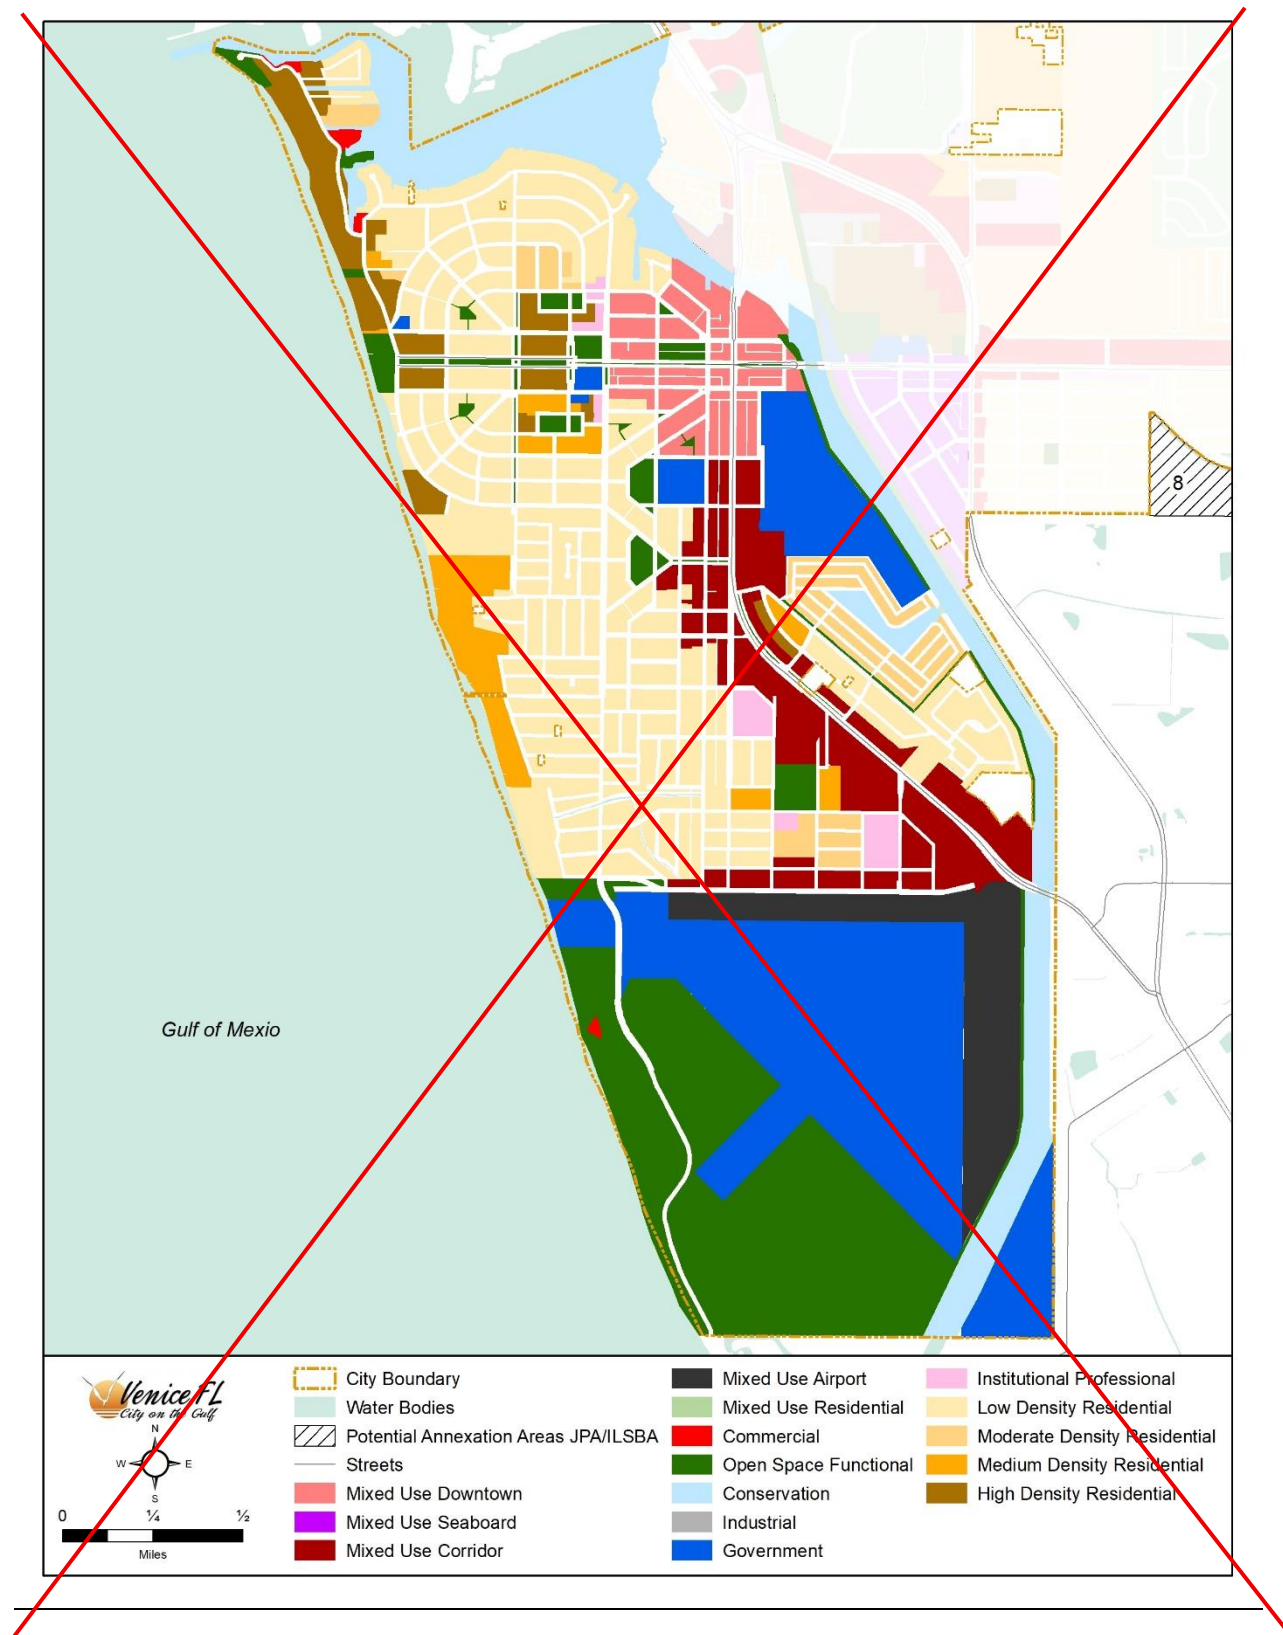 8
Gulf of Mexio
Venice FL
City on the Gulf
N
W E
S
0 ¼ ½
Miles
City Boundary
Water Bodies
Potential Annexation Areas JPA/ILSBA
Streets
Mixed Use Downtown
Mixed Use Seaboard
Mixed Use Corridor
Mixed Use Airport
Mixed Use Residential
Commercial
Open Space Functional
Conservation
Industrial
Government
Institutional Professional
Low Density Residential
Moderate Density Residential
Medium Density Residential
High Density Residential